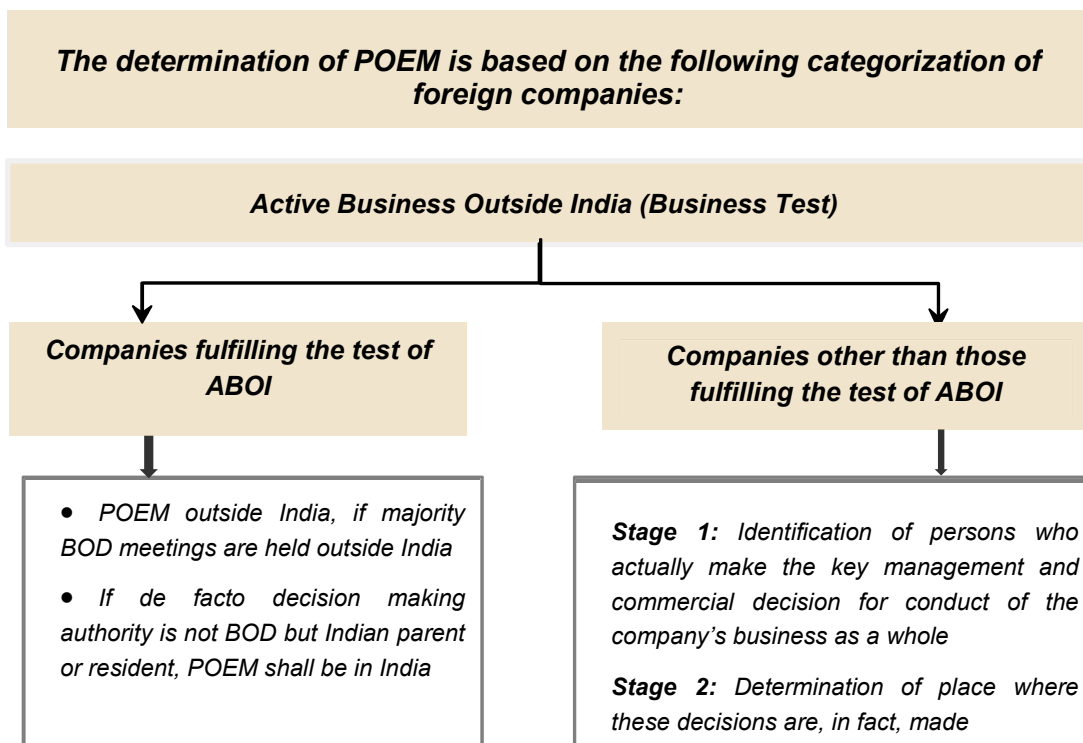 The determination of POEM is based on the following categorization of
foreign companies:
Active Business Outside India (Business Test)
Companies fulfilling the test of
ABOI
Companies other than those
fulfilling the test of ABOI
• POEM outside India, if majority
BOD meetings are held outside India
• If de facto decision making
authority is not BOD but Indian parent
or resident, POEM shall be in India
Stage 1: Identification of persons who
actually make the key management and
commercial decision for conduct of the
company's business as a whole
Stage 2: Determination of place where
these decisions are, in fact, made